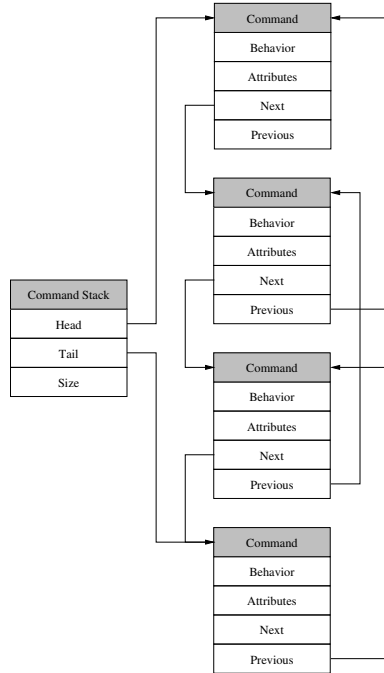 Command
Behavior
Attributes
Next
Previous
Command
Behavior
Attributes
Next
Previous
Command Stack
Head
Tail
Size
Command
Behavior
Attributes
Next
Previous
Command
Behavior
Attributes
Next
Previous